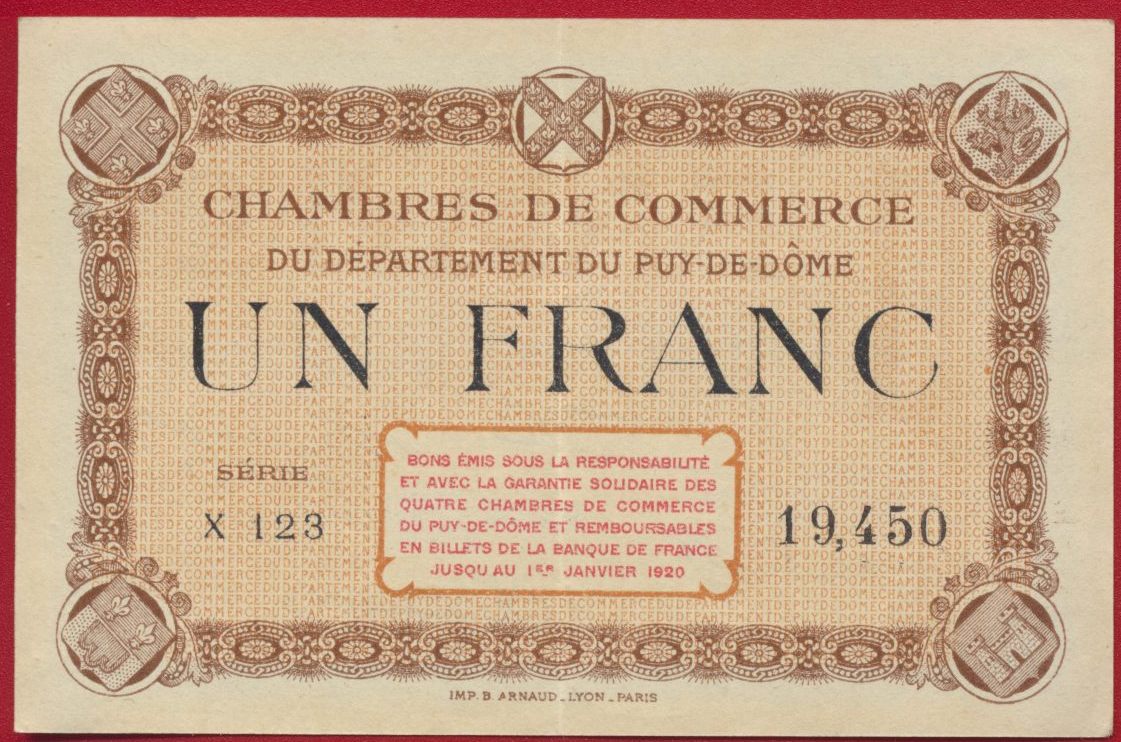 CHAMBRES DE COMMERCE
DU DÉPARTEMENT DU PUY-DE-DÔME
UN FRANC
SÉRIE
X 123
BONS ÉMIS SOUS LA RESPONSABILITÉ
ET AVEC LA GARANTIE SOLIDAIRE DES
QUATRE CHAMBRES DE COMMERCE
DU PUY-DE-DÔME ET REMBOURSABLES
EN BILLETS DE LA BANQUE DE FRANCE
JUSQU'AU 1ER JANVIER 1920
19,450
IMP. B. ARNAUD_LYON_PARIS